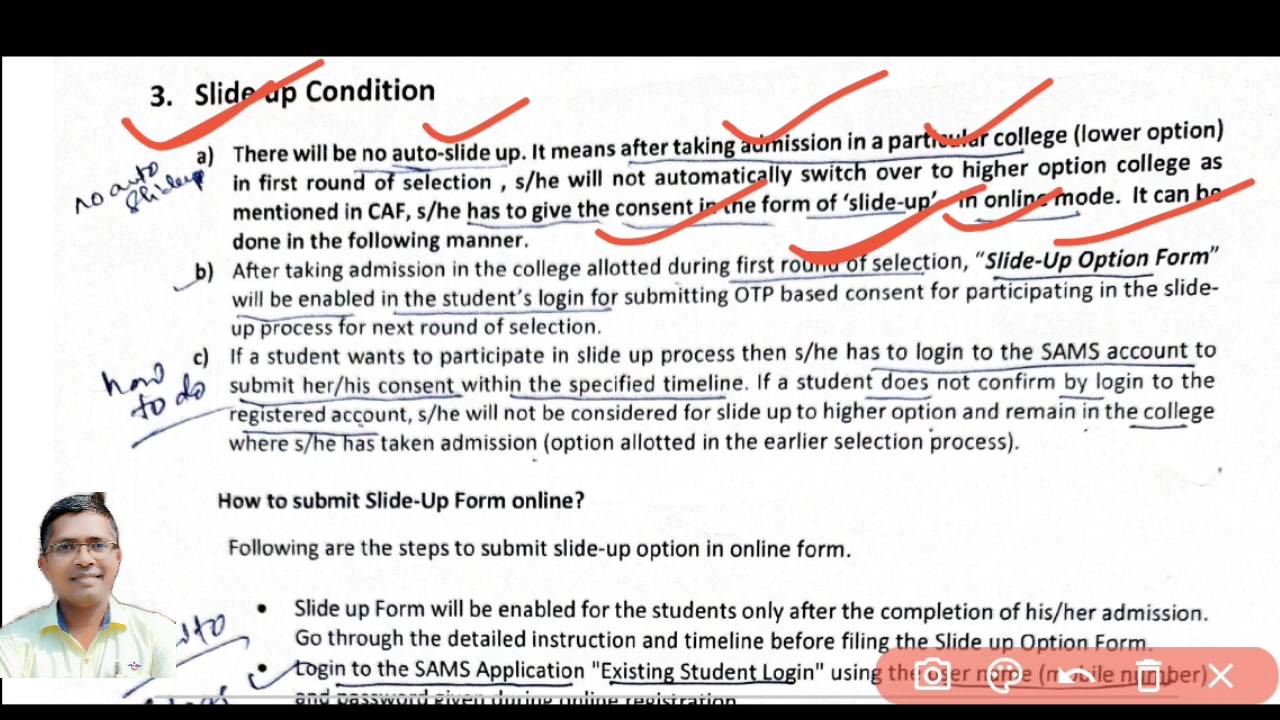 3. Slide up Condition
a) There will be no auto-slide up. It means after taking admission in a particular college (lower option)
no auto
slideup
in first round of selection , s/he will not automatically switch over to higher option college as
mentioned in CAF, s/he has to give the consent in the form of ‘slide-up’ in online mode. It can be
done in the following manner.
b) After taking admission in the college allotted during first round of selection, “Slide-Up Option Form”
will be enabled in the student’s login for submitting OTP based consent for participating in the slide-
up process for next round of selection.
c) If a student wants to participate in slide up process then s/he has to login to the SAMS account to
how
to do
submit her/his consent within the specified timeline. If a student does not confirm by login to the
registered account, s/he will not be considered for slide up to higher option and remain in the college
where s/he has taken admission (option allotted in the earlier selection process).
How to submit Slide-Up Form online?
Following are the steps to submit slide-up option in online form.
• Slide up Form will be enabled for the students only after the completion of his/her admission.
Go through the detailed instruction and timeline before filing the Slide up Option Form.
• Login to the SAMS Application "Existing Student Login" using the user name (mobile number)
and password given during online registration